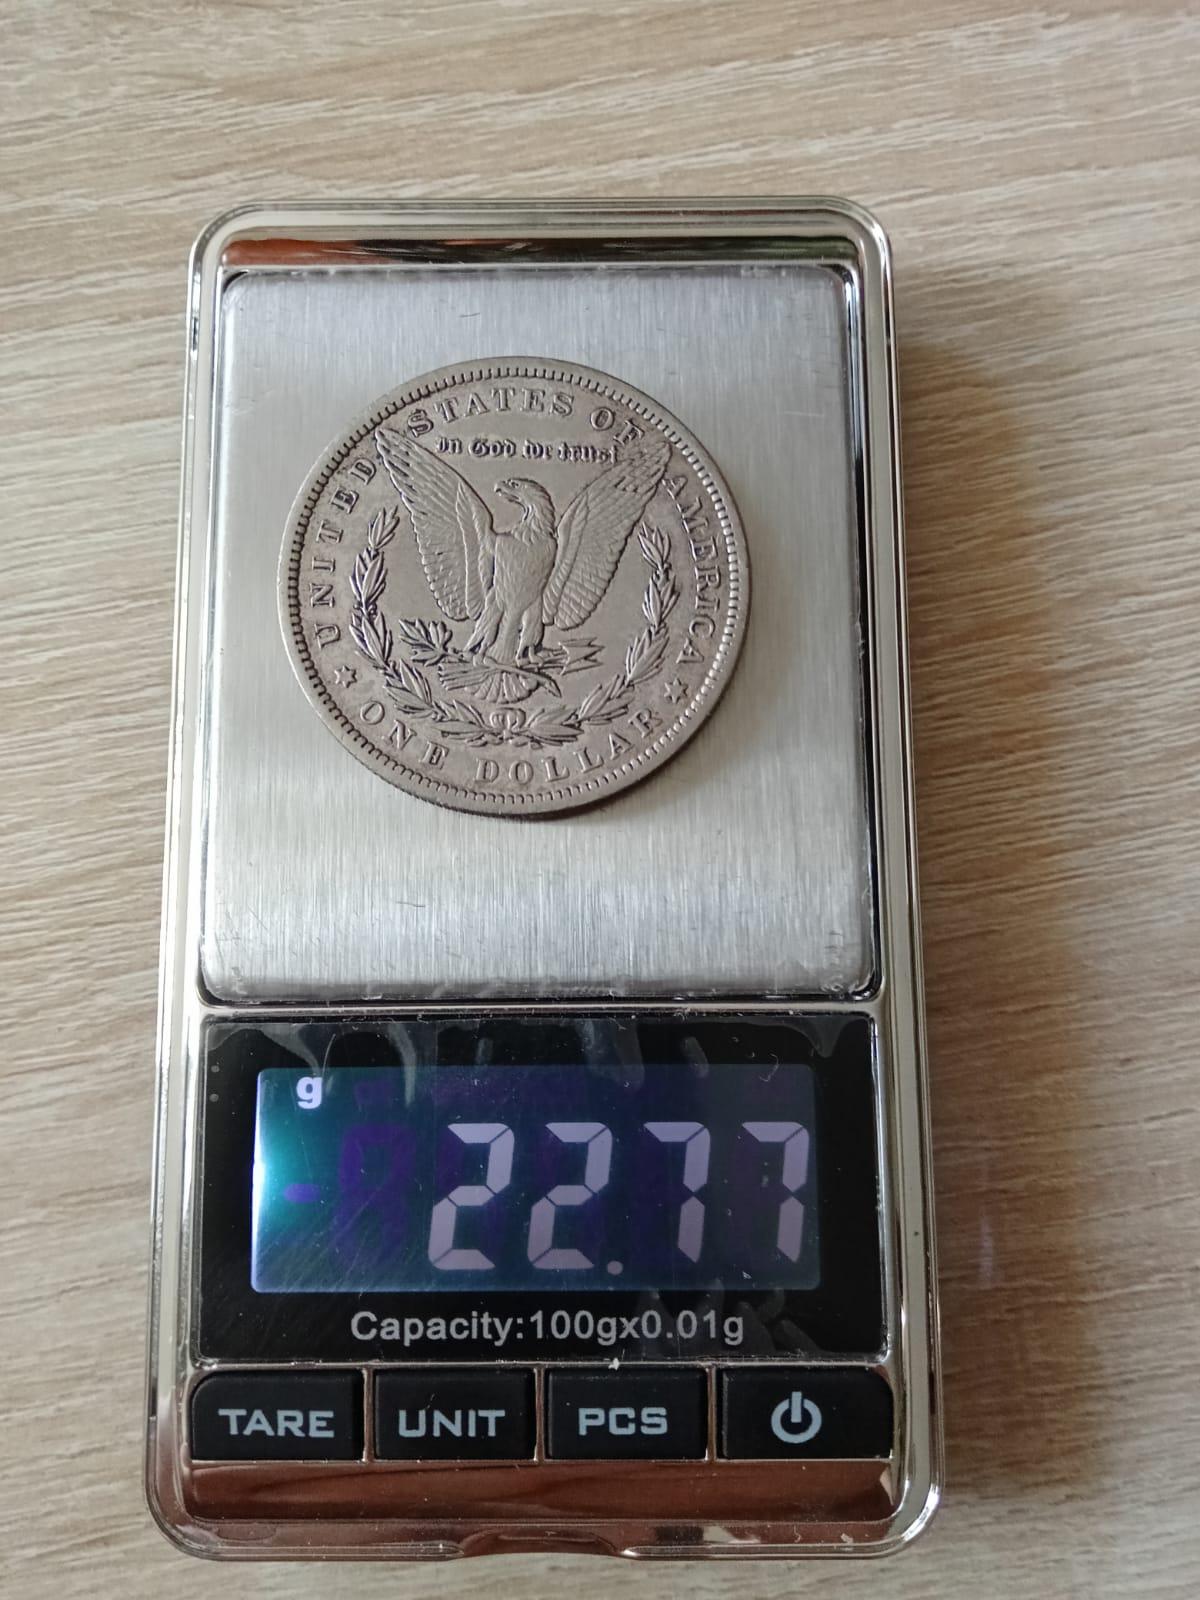 UNITED STATES OF AMERICA
In God we trust
ONE DOLLAR
g
22.77
Capacity:100gx0.01g
TARE UNIT PCS